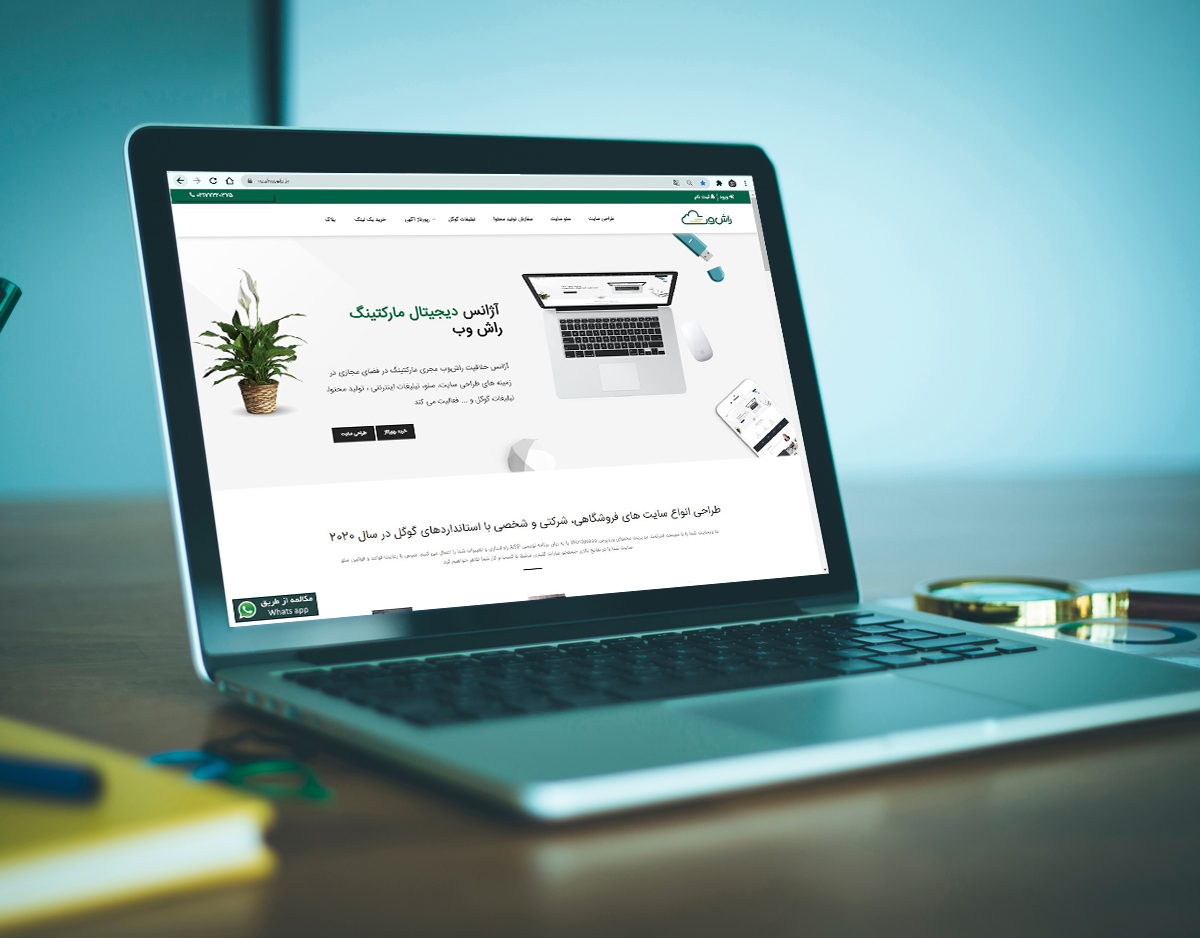 ورود | ثبت نام
راش وب
طراحی سایت
سئو سایت
سفارش تولید محتوا
تبلیغات گوگل
رپورتاژ آگهی
خرید بک لینک
بلاگ
آژانس دیجیتال مارکتینگ
راش وب
آژانس خلاقیت راش‌وب مجری مارکتینگ در فضای مجازی در
زمینه های طراحی سایت، سئو، تبلیغات اینترنتی ، تولید محتوا،
تبلیغات گوگل و ... فعالیت می کند
خرید رپورتاژ
طراحی سایت
طراحی انواع سایت های فروشگاهی، شرکتی و شخصی با استانداردهای گوگل در سال ۲۰۲۰
مکالمه از طریق
Whats app